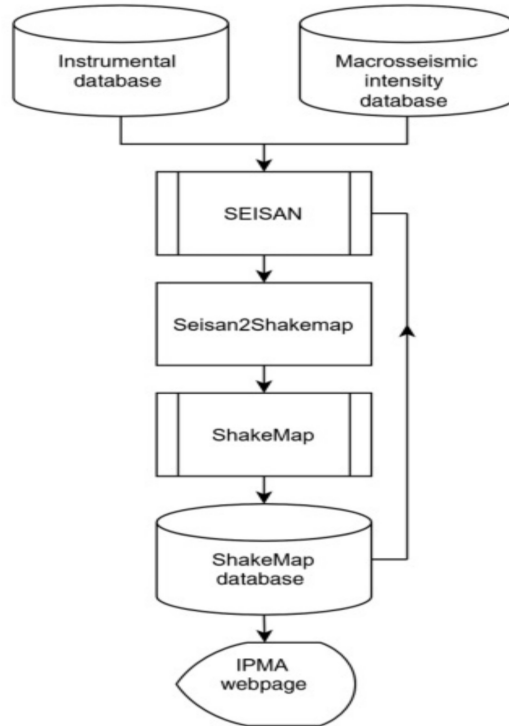 Instrumental
database
Macrosseismic
intensity
database
SEISAN
Seisan2Shakemap
ShakeMap
ShakeMap
database
IPMA
webpage